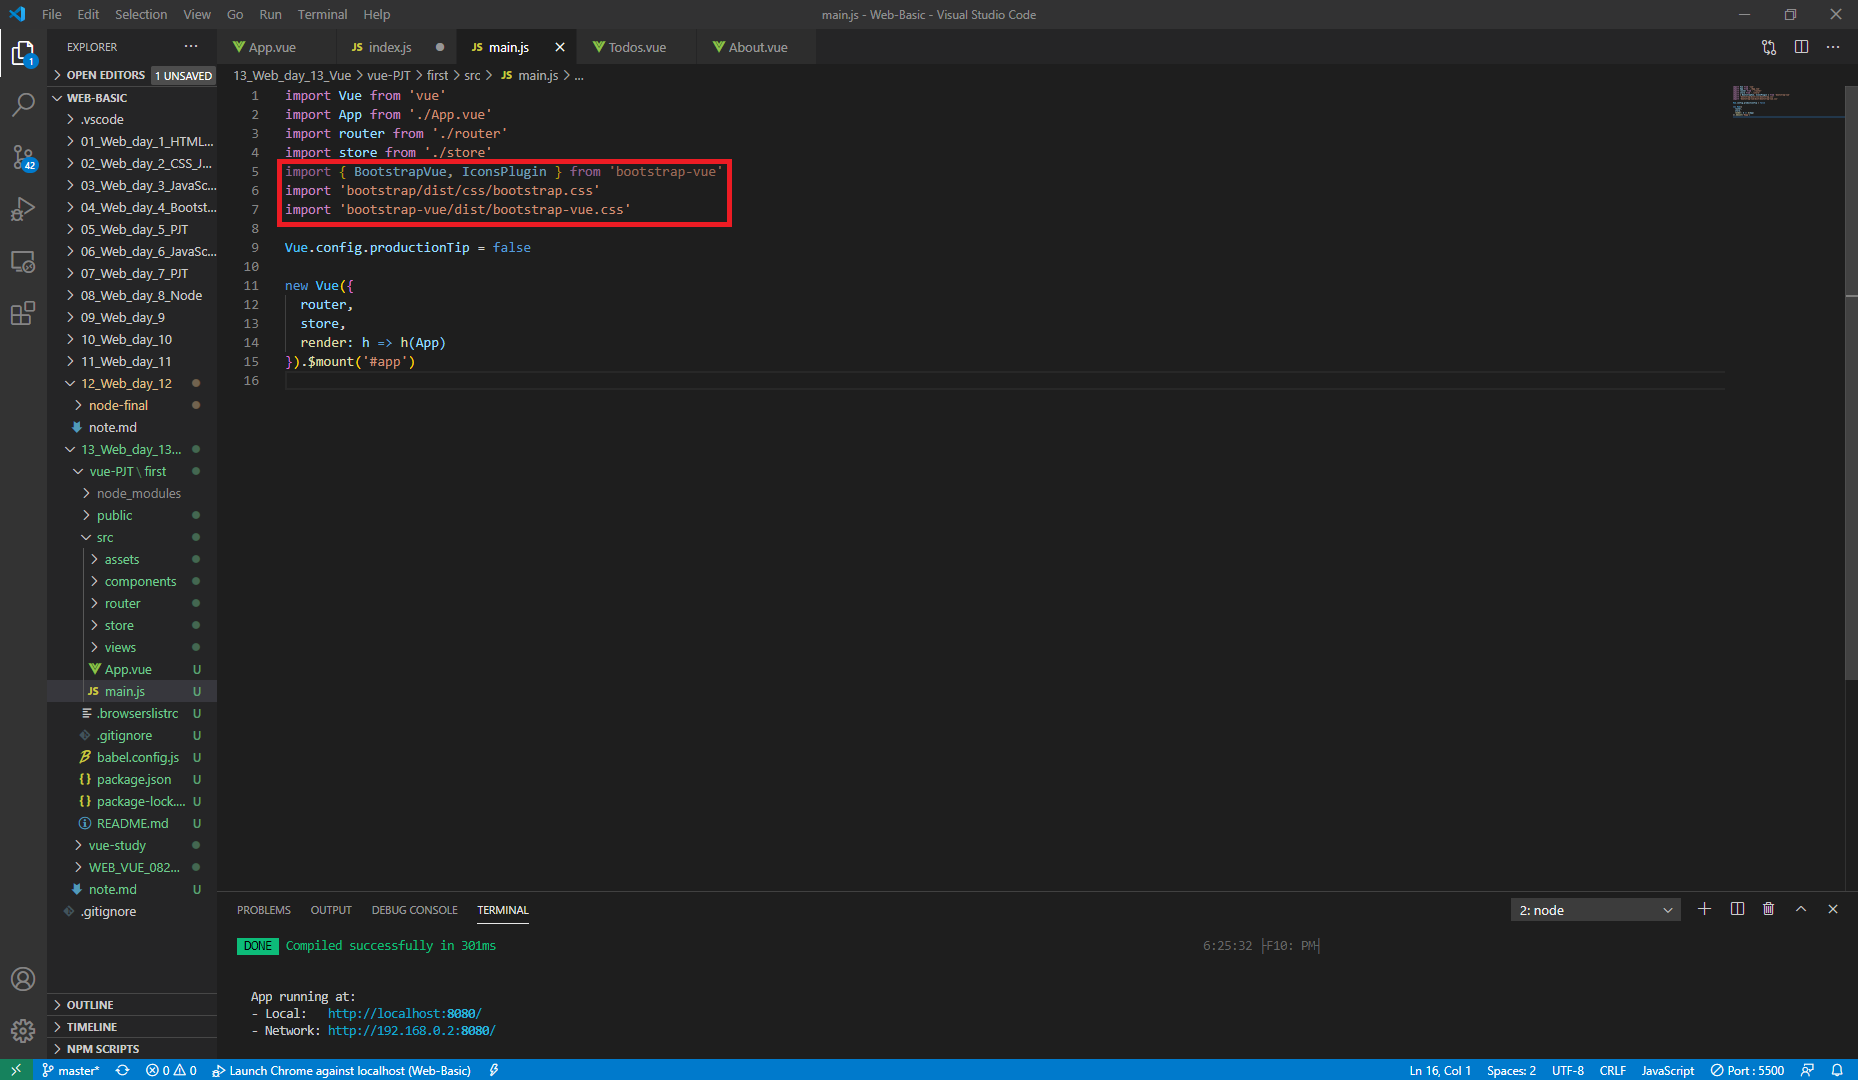 File Edit Selection View Go Run Terminal Help
main.js - Web-Basic - Visual Studio Code
EXPLORER
OPEN EDITORS 1 UNSAVED
WEB-BASIC
.vscode
01_Web_day_1_HTML...
02_Web_day_2_CSS_J...
03_Web_day_3_JavaSc...
04_Web_day_4_Bootst...
05_Web_day_5_PJT
06_Web_day_6_JavaSc...
07_Web_day_7_PJT
08_Web_day_8_Node
09_Web_day_9
10_Web_day_10
11_Web_day_11
12_Web_day_12
node-final
note.md
13_Web_day_13...
vue-PJT \ first
node_modules
public
src
assets
components
router
store
views
App.vue U
JS main.js U
.browserslistrc U
.gitignore U
babel.config.js U
{} package.json U
{} package-lock.... U
README.md U
vue-study
WEB_VUE_082...
note.md U
.gitignore
OUTLINE
TIMELINE
NPM SCRIPTS
1
42
App.vue JS index.js JS main.js Todos.vue About.vue
13_Web_day_13_Vue > vue-PJT > first > src > JS main.js > ...
1 import Vue from 'vue'
2 import App from './App.vue'
3 import router from './router'
4 import store from './store'
5 import { BootstrapVue, IconsPlugin } from 'bootstrap-vue'
6 import 'bootstrap/dist/css/bootstrap.css'
7 import 'bootstrap-vue/dist/bootstrap-vue.css'
8
9 Vue.config.productionTip = false
10
11 new Vue({
12 router,
13 store,
14 render: h => h(App)
15 }).$mount('#app')
16
PROBLEMS OUTPUT DEBUG CONSOLE TERMINAL
2: node
DONE Compiled successfully in 301ms 6:25:32 ├F10: PM┤
App running at:
- Local: http://localhost:8080/
- Network: http://192.168.0.2:8080/
master* 0 0 Launch Chrome against localhost (Web-Basic)
Ln 16, Col 1 Spaces: 2 UTF-8 CRLF JavaScript Port : 5500